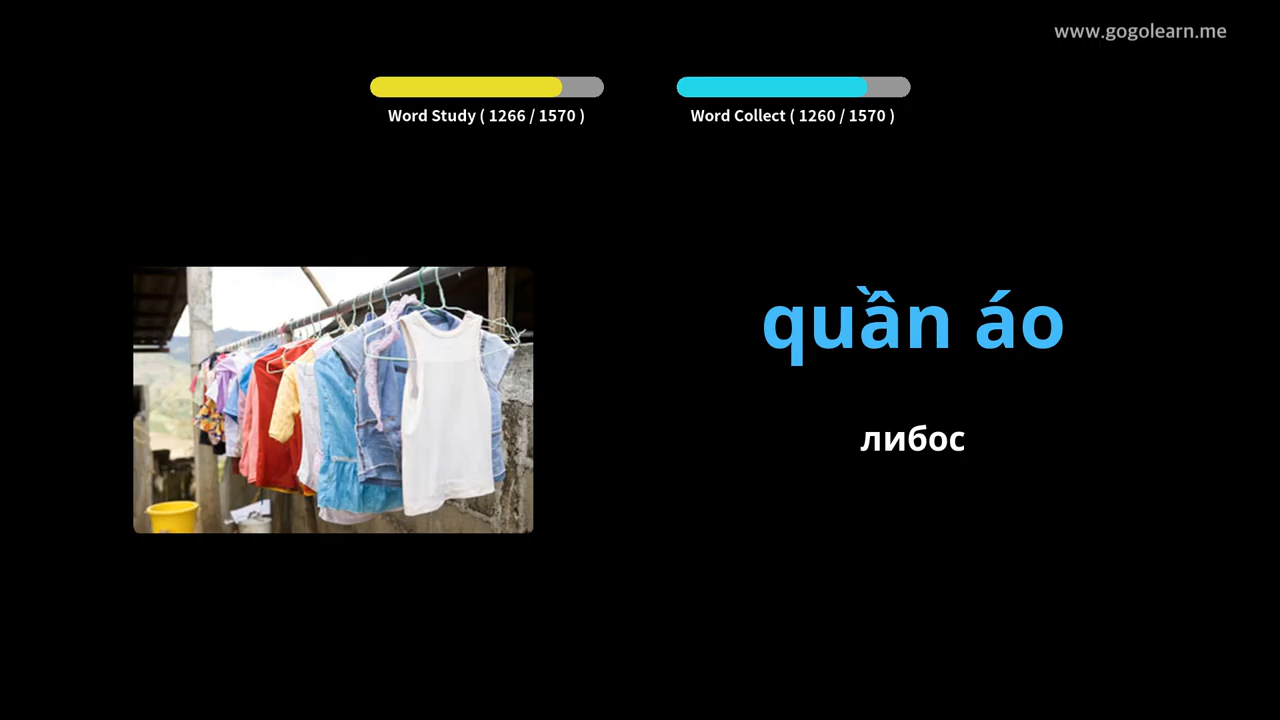 www.gogolearn.me
Word Study ( 1266 / 1570 )
Word Collect ( 1260 / 1570 )
quần áo
либос